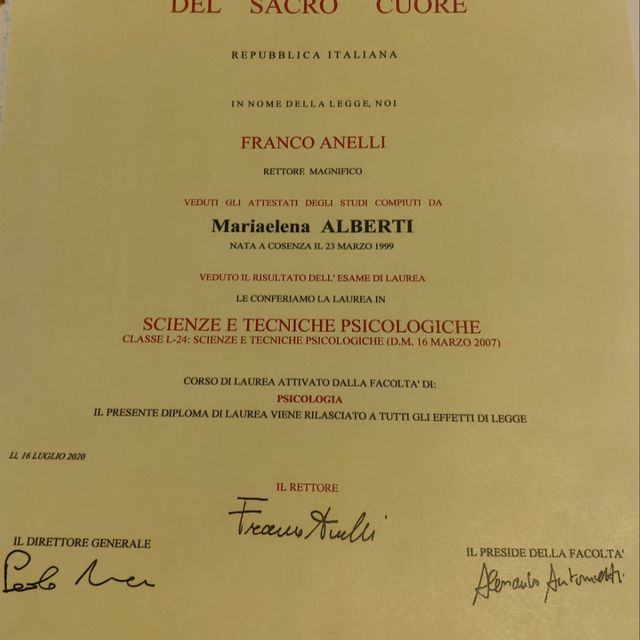 DEL SACRO CUORE
REPUBBLICA ITALIANA
IN NOME DELLA LEGGE, NOI
FRANCO ANELLI
RETTORE MAGNIFICO
VEDUTI GLI ATTESTATI DEGLI STUDI COMPIUTI DA
Mariaelena ALBERTI
NATA A COSENZA IL 23 MARZO 1999
VEDUTO IL RISULTATO DELL' ESAME DI LAUREA
LE CONFERIAMO LA LAUREA IN
SCIENZE E TECNICHE PSICOLOGICHE
CLASSE L-24: SCIENZE E TECNICHE PSICOLOGICHE (D.M. 16 MARZO 2007)
CORSO DI LAUREA ATTIVATO DALLA FACOLTA' DI:
PSICOLOGIA
IL PRESENTE DIPLOMA DI LAUREA VIENE RILASCIATO A TUTTI GLI EFFETTI DI LEGGE
Lì, 16 LUGLIO 2020
IL RETTORE
Franco Anelli
IL DIRETTORE GENERALE
IL PRESIDE DELLA FACOLTA'